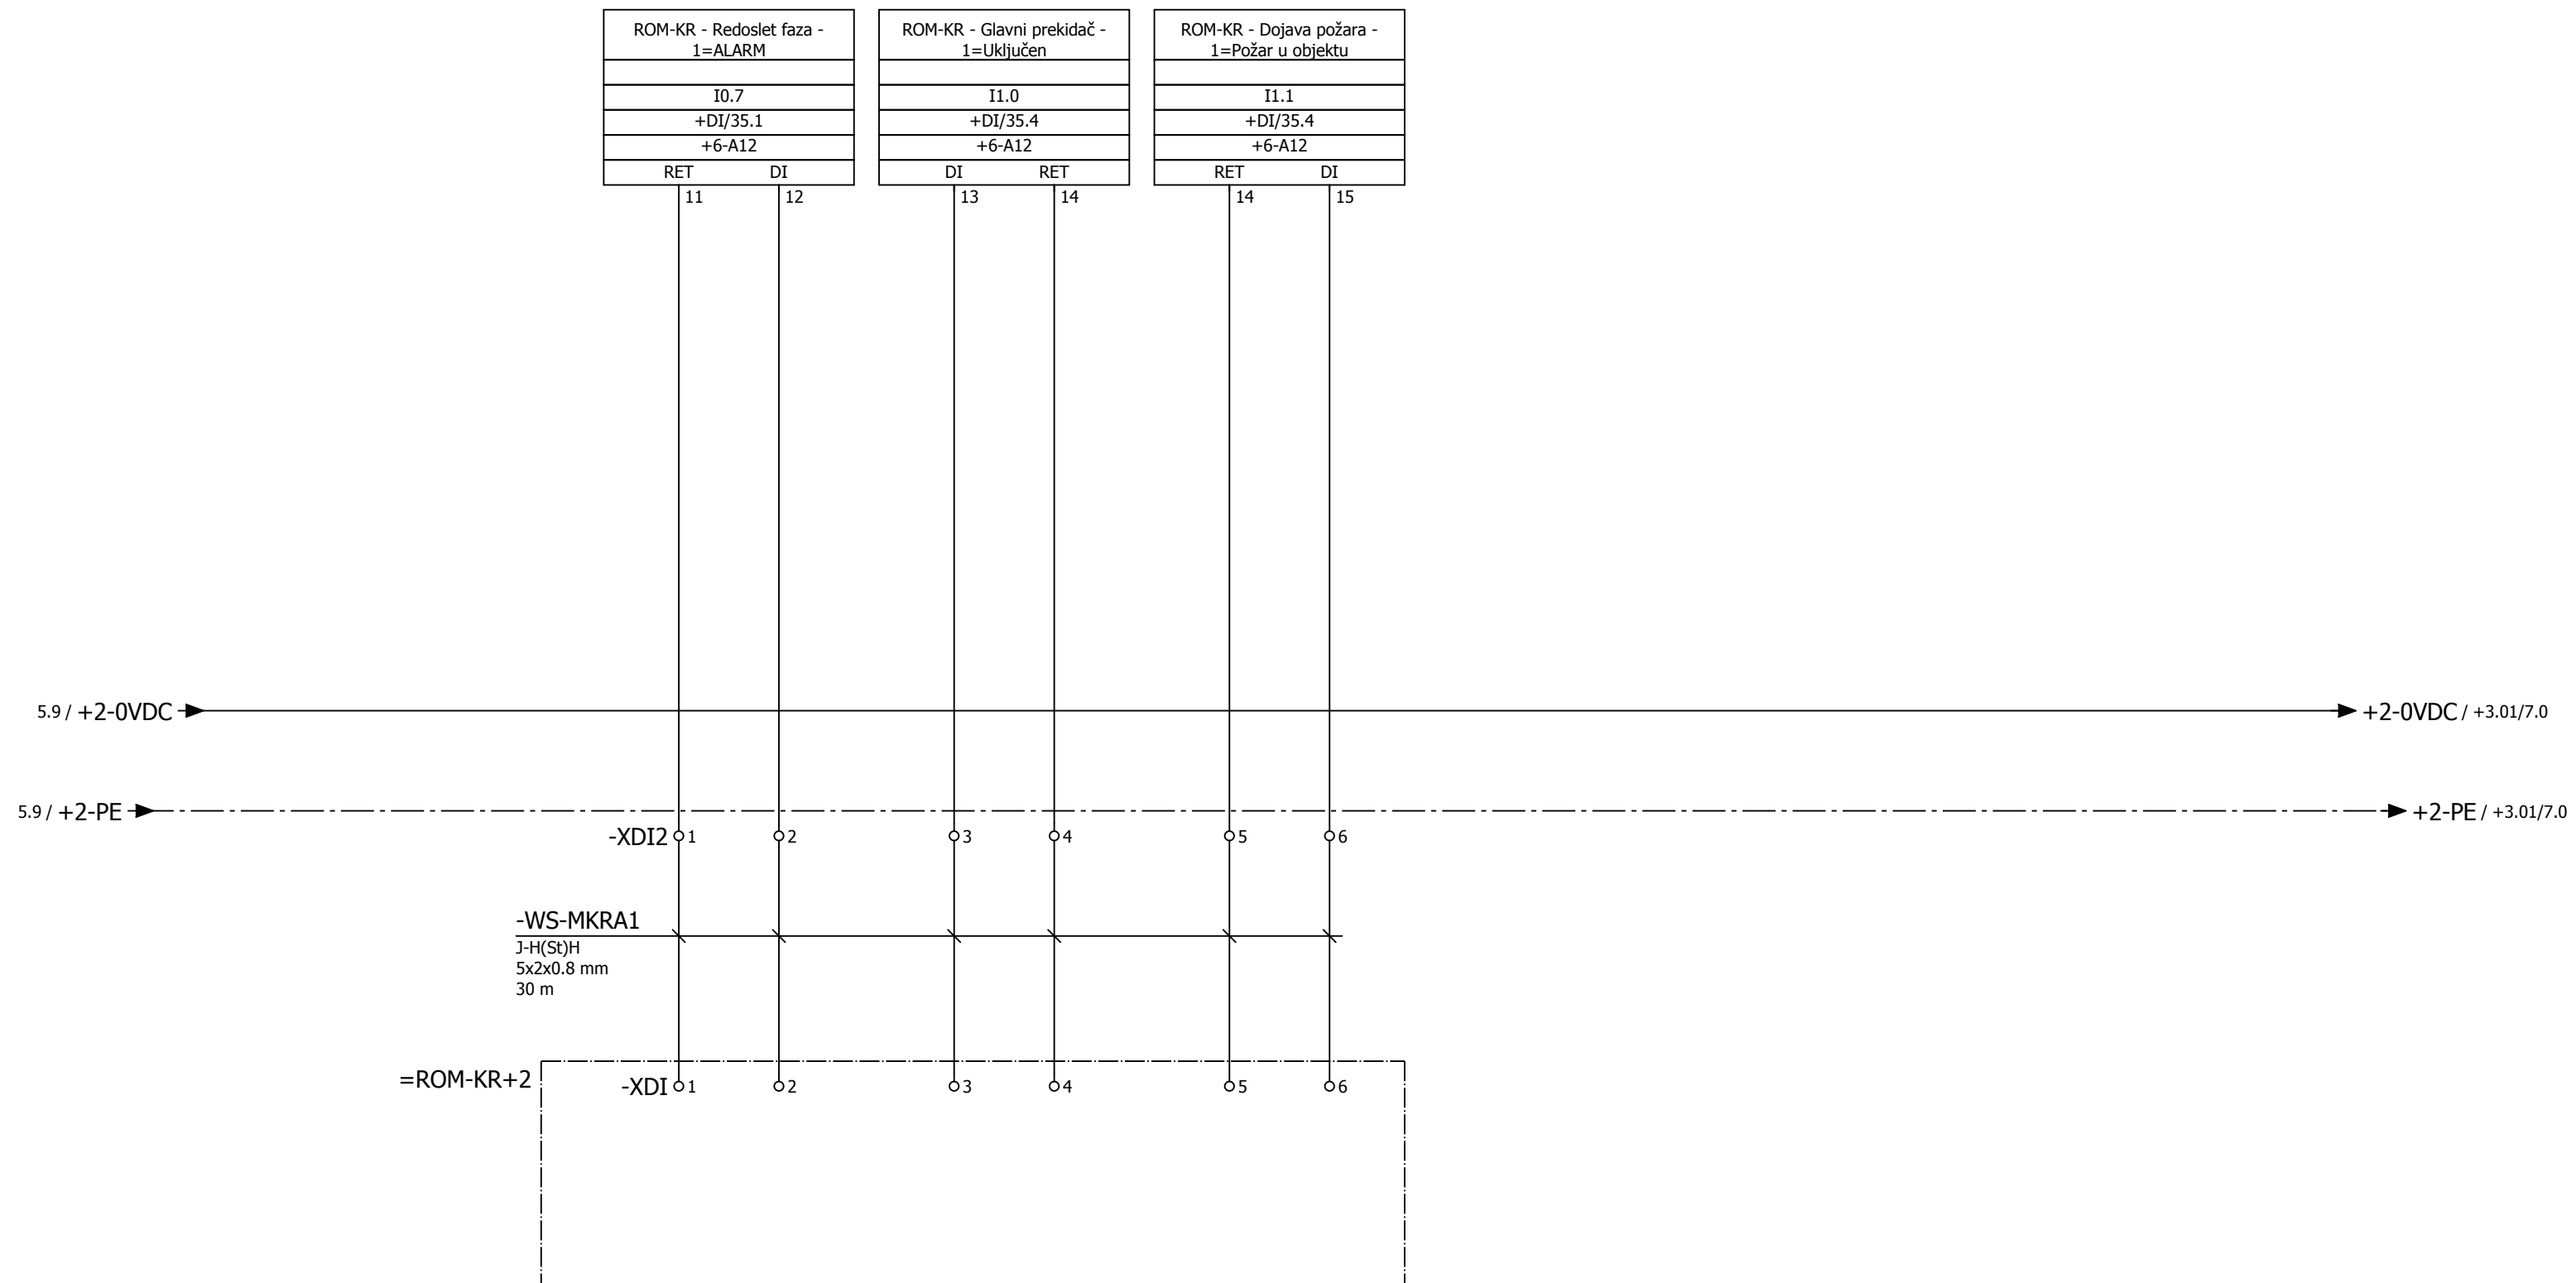 ROM-KR - Redoslet faza -
1=ALARM
I0.7
+DI/35.1
+6-A12
RET DI
11 12
ROM-KR - Glavni prekidač -
1=Uključen
I1.0
+DI/35.4
+6-A12
DI RET
13 14
ROM-KR - Dojava požara -
1=Požar u objektu
I1.1
+DI/35.4
+6-A12
RET DI
14 15
5.9 / +2-0VDC
+2-0VDC / +3.01/7.0
5.9 / +2-PE
+2-PE / +3.01/7.0
-XDI2 1 2 3 4 5 6
-WS-MKRA1
J-H(St)H
5x2x0.8 mm
30 m
=ROM-KR+2
-XDI 1 2 3 4 5 6